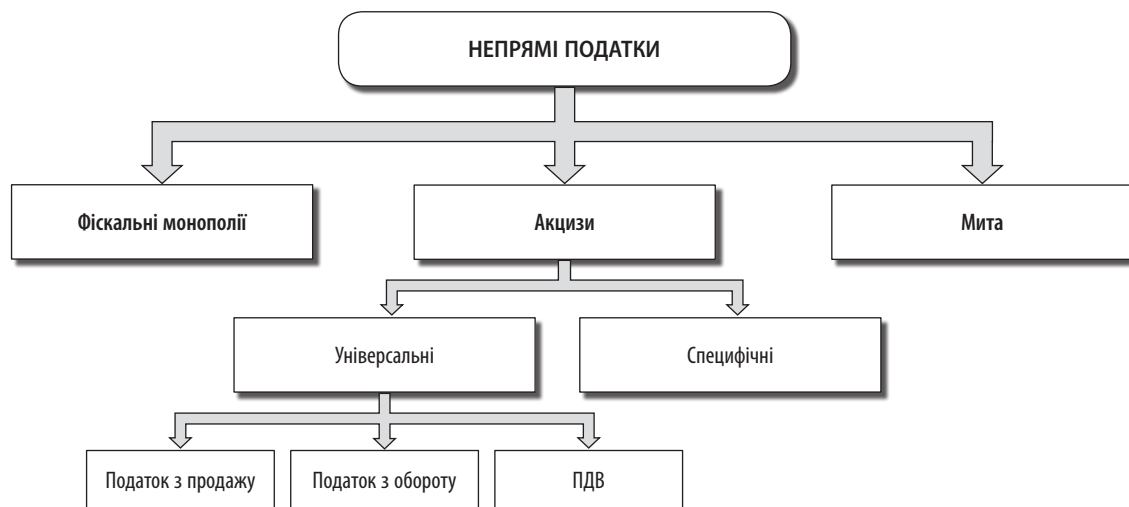 НЕПРЯМІ ПОДАТКИ
Фіскальні монополії
Акцизи
Мита
Універсальні
Специфічні
Податок з продажу
Податок з обороту
ПДВ